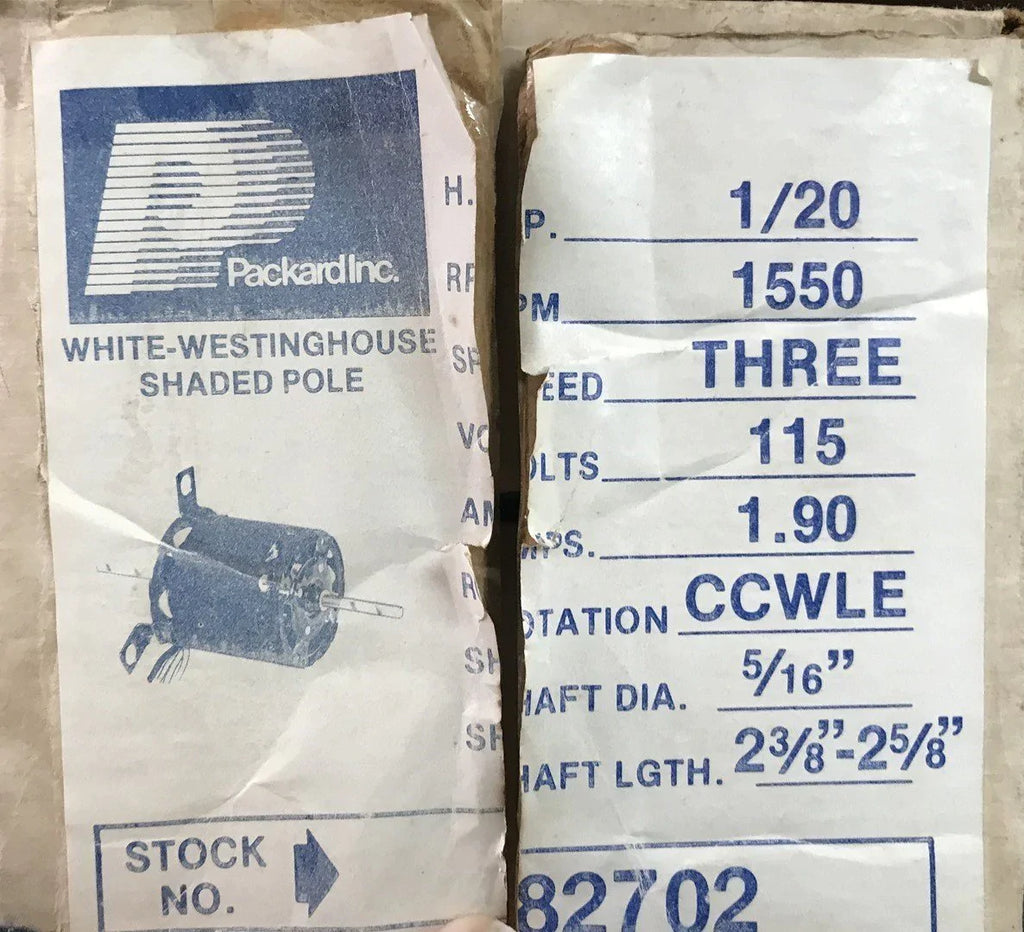 Packard Inc.
WHITE-WESTINGHOUSE
SHADED POLE
H.P. 1/20
RPM 1550
SPEED THREE
VOLTS 115
AMPS. 1.90
ROTATION CCWLE
SHAFT DIA. 5/16”
SHAFT LGTH. 2 3/8”-2 5/8”
STOCK NO. 82702